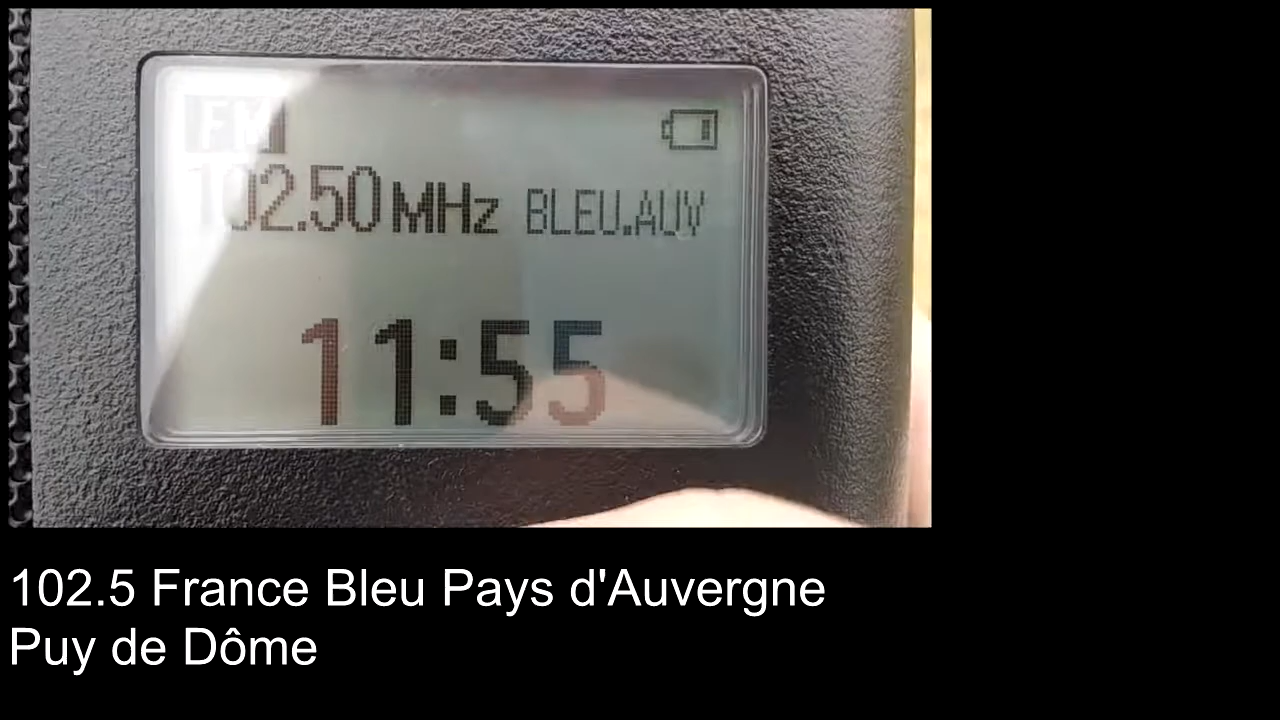 FM
102.50 MHz BLEU.AUV
11:55
102.5 France Bleu Pays d'Auvergne
Puy de Dôme